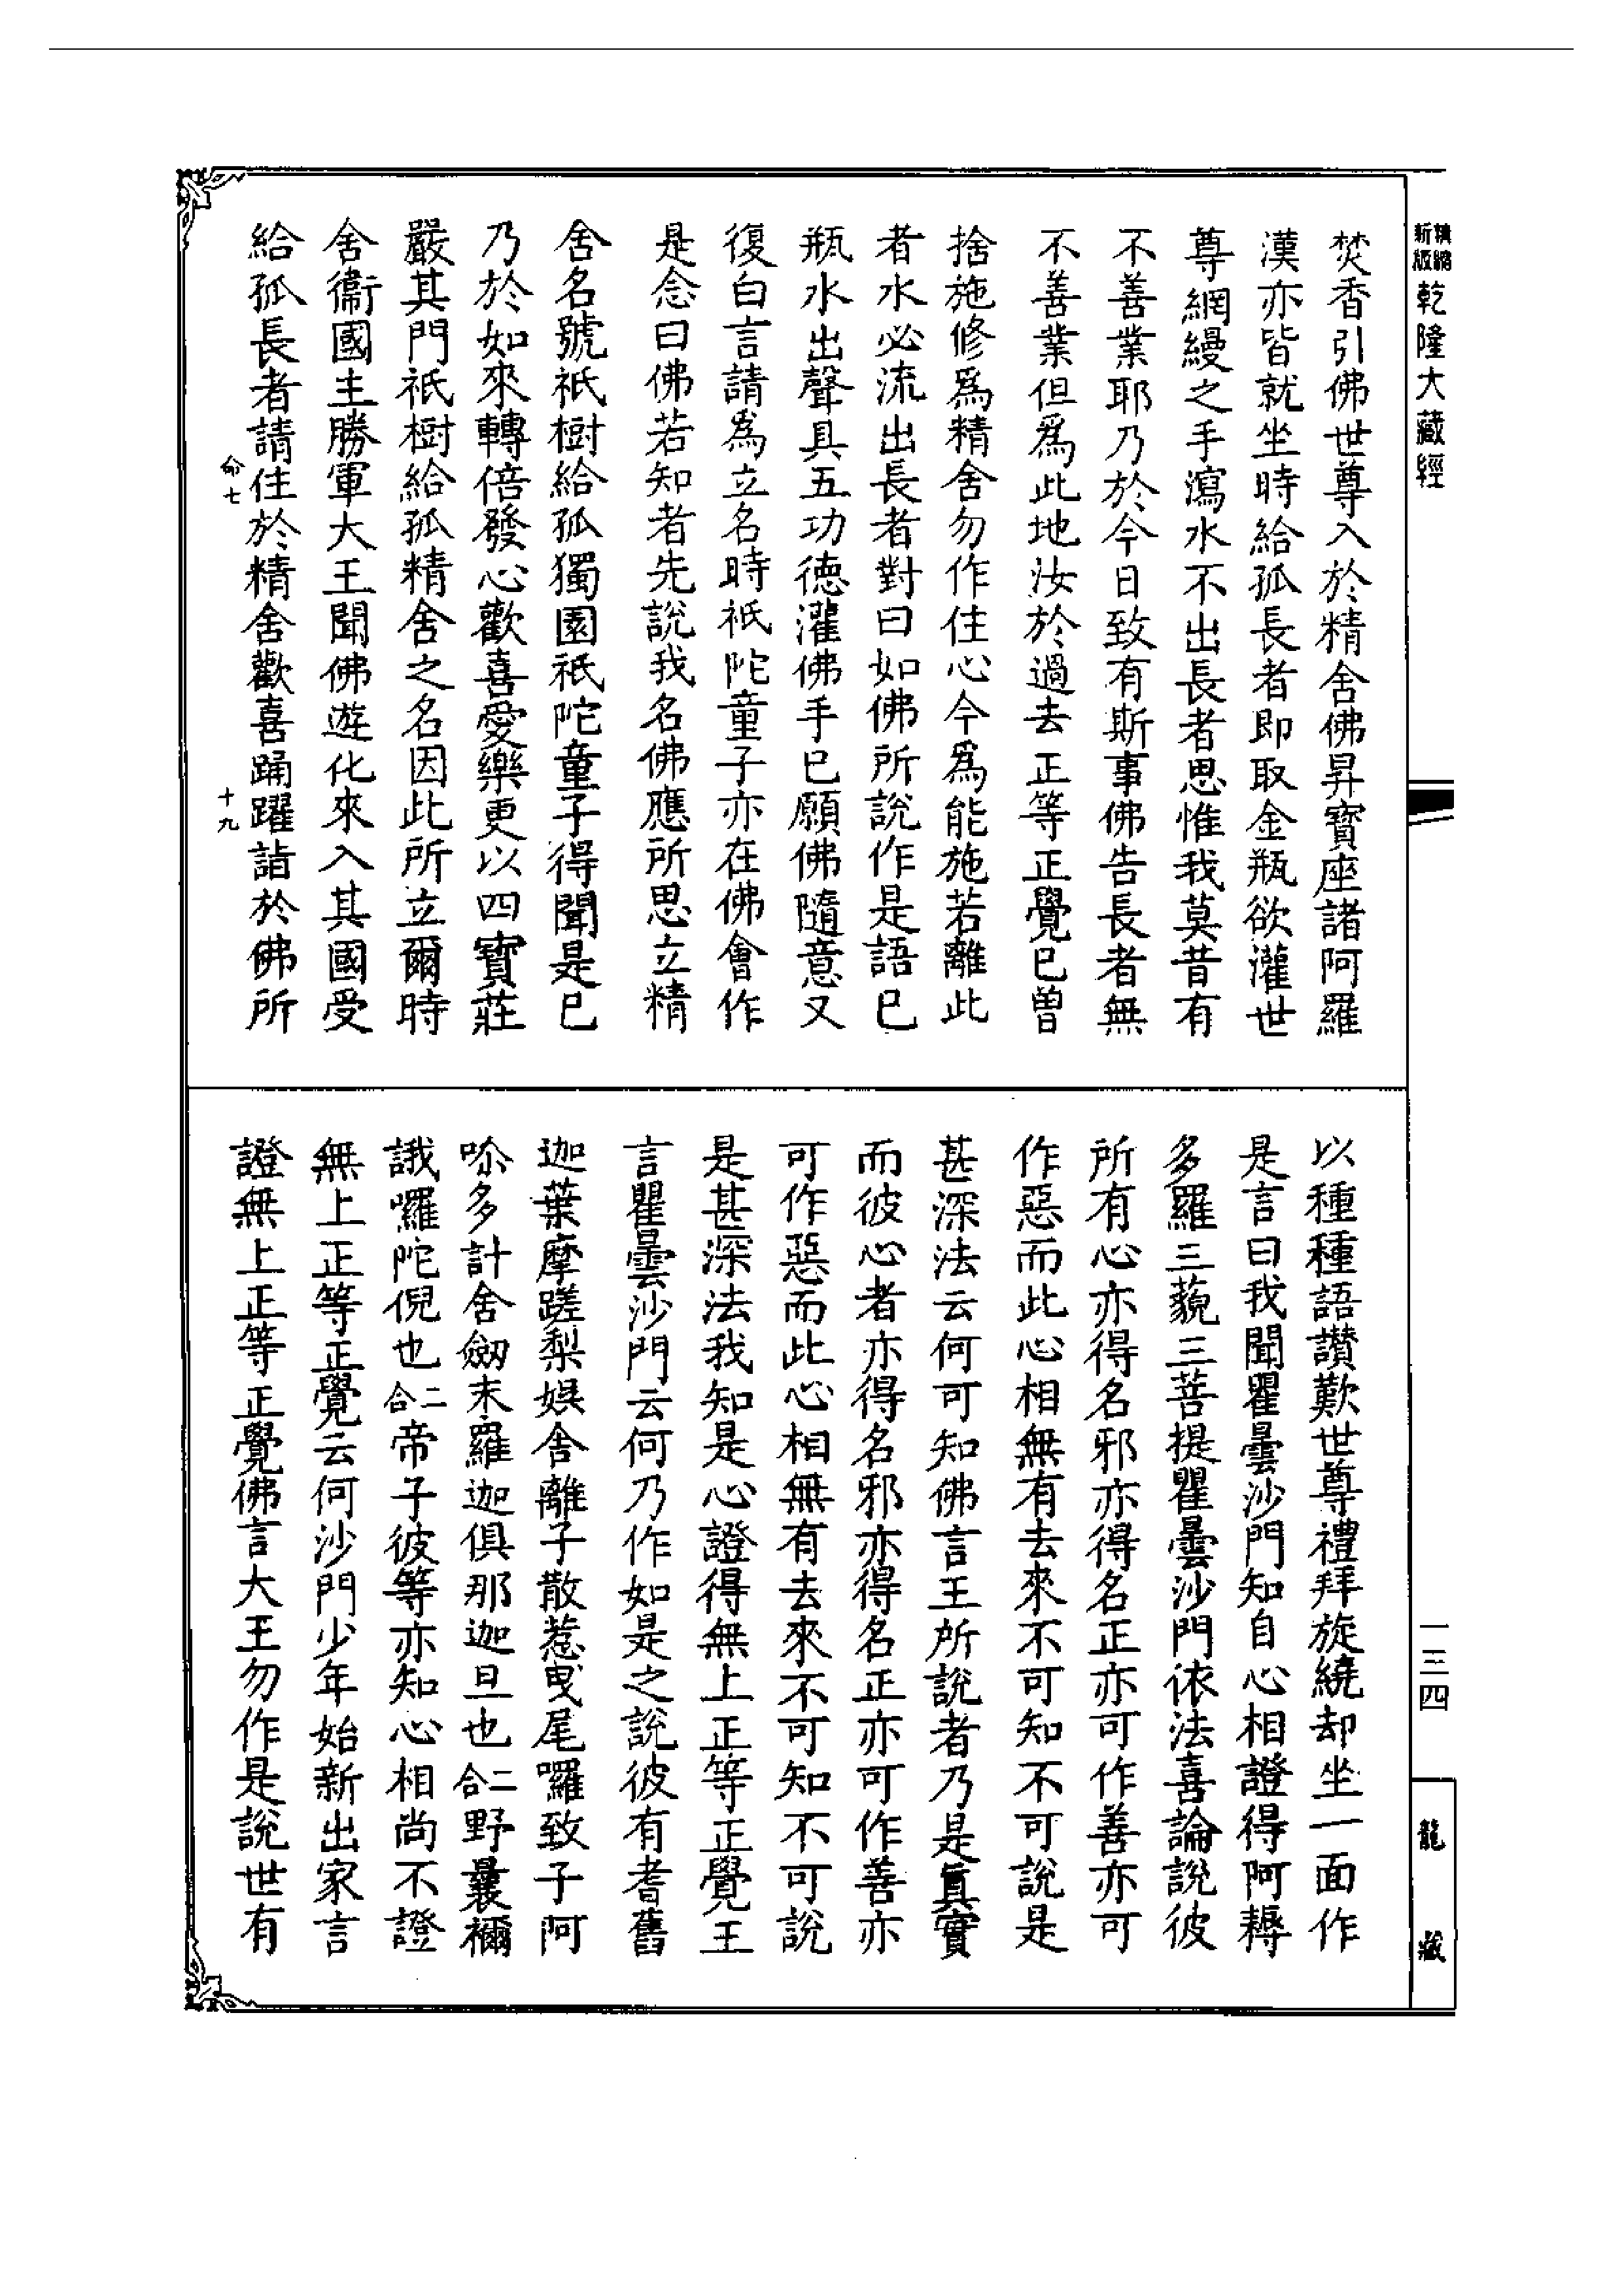 新版
精縮
乾隆大藏經
焚香引佛世尊入於精舍佛昇寶座諸阿羅
漢亦皆就坐時給孤長者即取金瓶欲灌世
尊網縵之手瀉水不出長者思惟我莫昔有
不善業耶乃於今日致有斯事佛告長者無
不善業但爲此地汝於過去正等正覺已曾
捨施修爲精舍勿作住心今爲能施若離此
者水必流出長者對曰如佛所說作是語已
瓶水出聲具五功德灌佛手已願佛隨意又
復白言請爲立名時祇陀童子亦在佛會作
是念曰佛若知者先說我名佛應所思立精
舍名號祇樹給孤獨園祇陀童子得聞是已
乃於如來轉倍發心歡喜愛樂更以四寶莊
嚴其門祇樹給孤精舍之名因此所立爾時
舍衞國主勝軍大王聞佛遊化來入其國受
給孤長者請住於精舍歡喜踊躍詣於佛所
俞七
十九
以種種語讚歎世尊禮拜旋繞却坐一面作
是言曰我聞瞿曇沙門知自心相證得阿耨
多羅三藐三菩提瞿曇沙門依法喜論說彼
所有心亦得名邪亦得名正亦可作善亦可
作惡而此心相無有去來不可知不可說是
甚深法云何可知佛言王所說者乃是真實
而彼心者亦得名邪亦得名正亦可作善亦
可作惡而此心相無有去來不可知不可說
是甚深法我知是心證得無上正等正覺王
言瞿曇沙門云何乃作如是之說彼有耆舊
迦葉摩蹉梨娛舍離子散惹曳尾囉致子阿
𠷐多計舍劒末羅迦俱那迦旦也二合野曩禰
誐囉陀倪也二合帝子彼等亦知心相尚不證
無上正等正覺云何沙門少年始新出家言
證無上正等正覺佛言大王勿作是說世有
一三四
龍藏